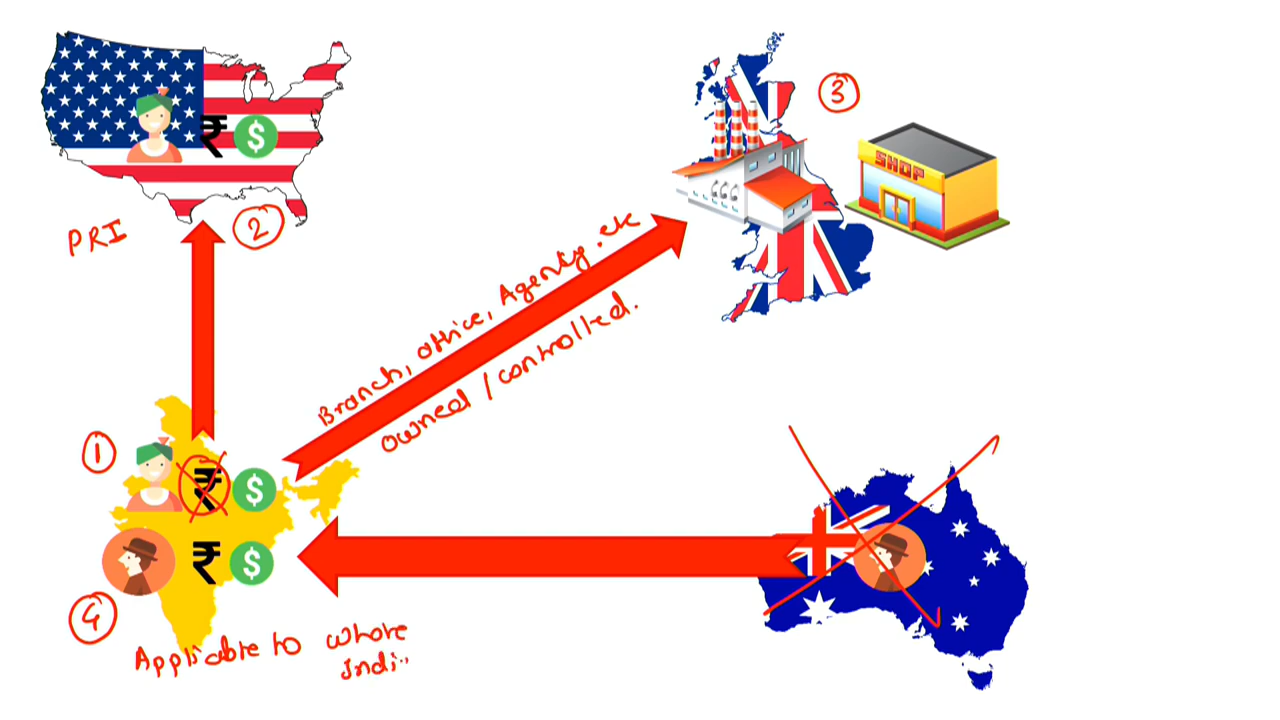 3
SHOP
₹ $
PRI
2
Branch, office, Agency. etc
owned / controlled.
1
₹ $
₹ $
4
Applicable to whole
Indi..